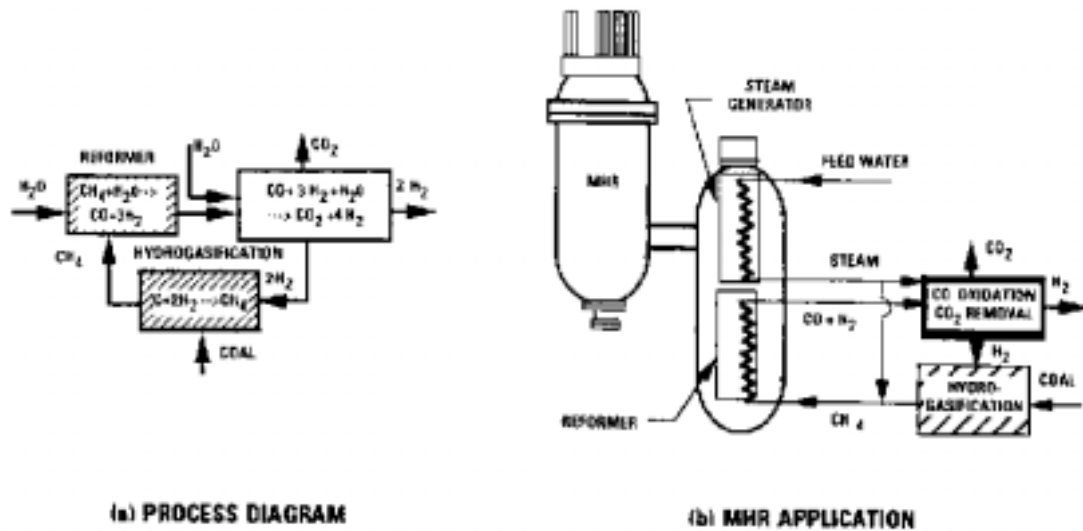 REFORMER
H₂O
CO₂
H₂O
CH₄+H₂O-->
CO+3H₂
CO+3H₂+H₂O
--> CO₂+4H₂
2 H₂
CH₄
HYDROGASIFICATION
2H₂
C+2H₂-->CH₄
COAL
(a) PROCESS DIAGRAM
STEAM
GENERATOR
MHR
FEED WATER
STEAM
CO₂
H₂
CO OXIDATION
CO₂ REMOVAL
CO + H₂
H₂
HYDRO-
GASIFICATION
COAL
CH₄
REFORMER
(b) MHR APPLICATION